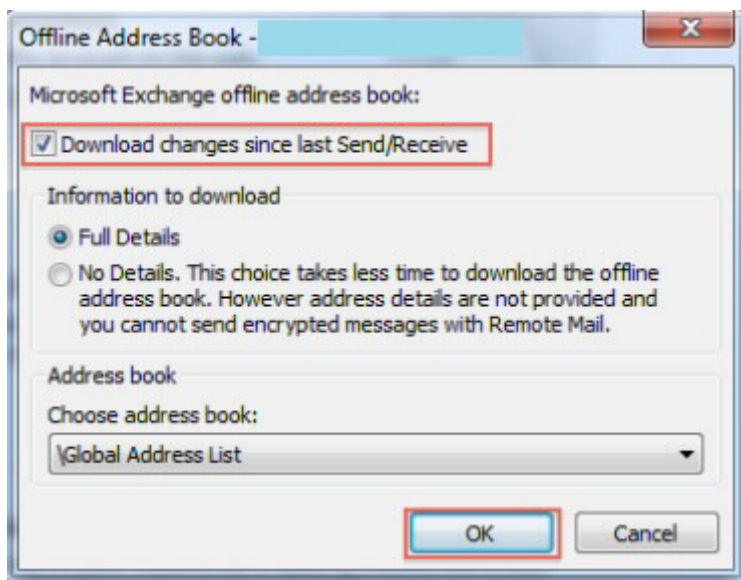 Offline Address Book -
Microsoft Exchange offline address book:
Download changes since last Send/Receive
Information to download
Full Details
No Details. This choice takes less time to download the offline
address book. However address details are not provided and
you cannot send encrypted messages with Remote Mail.
Address book
Choose address book:
\Global Address List
OK
Cancel